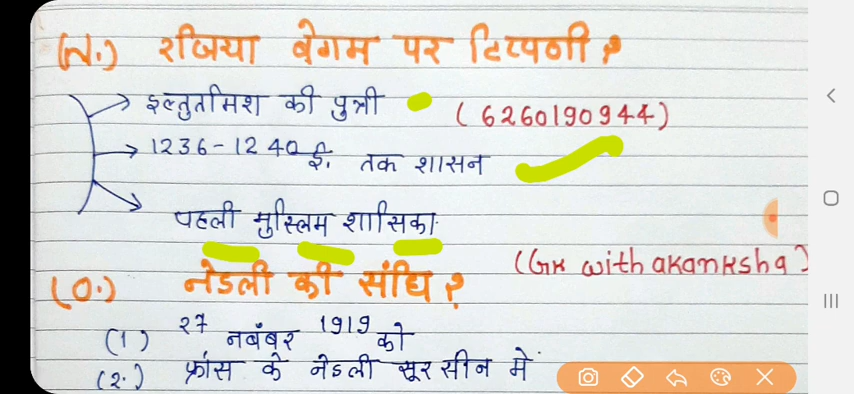 (N.) रजिया बेगम पर टिप्पणी ?
→ इल्तुतमिश की पुत्री (6260190944)
→ 1236-1240 ई. तक शासन
→ पहली मुस्लिम शासिका
(GK with akanksha)
(O.) नेडली की संधि ?
(1) 27 नबंबर 1919 को
(2.) फ्रांस के नेडली सूरसीन में